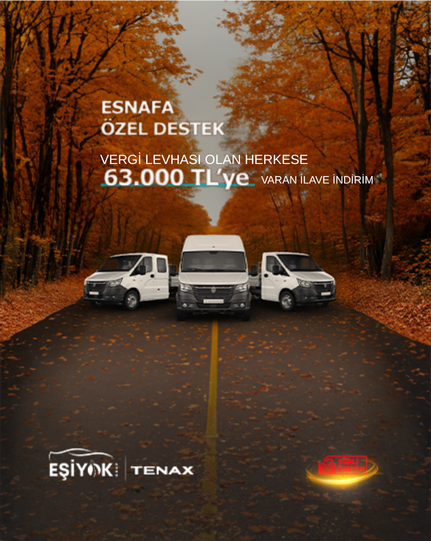 ESNAFA
ÖZEL DESTEK
VERGİ LEVHASI OLAN HERKESE
63.000 TL'ye VARAN İLAVE İNDİRİM
EŞİYOK TENAX